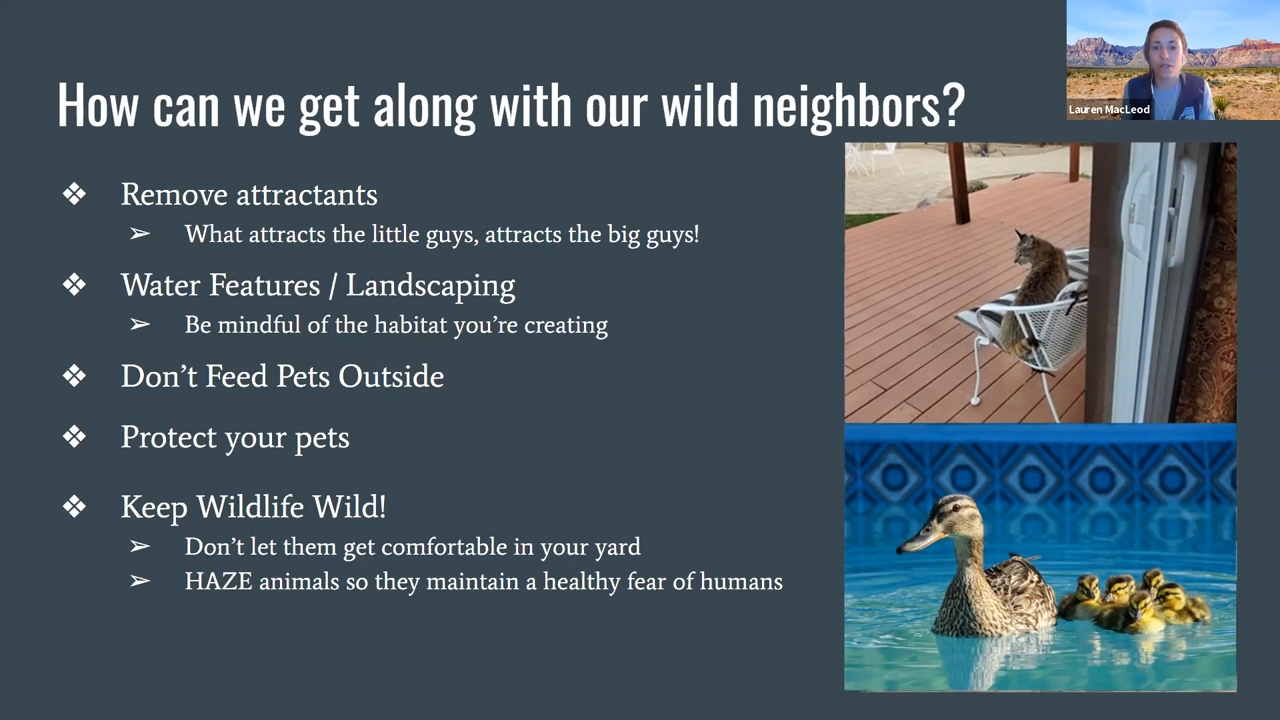 How can we get along with our wild neighbors?
Lauren MacLeod
❖ Remove attractants
➢ What attracts the little guys, attracts the big guys!
❖ Water Features / Landscaping
➢ Be mindful of the habitat you’re creating
❖ Don’t Feed Pets Outside
❖ Protect your pets
❖ Keep Wildlife Wild!
➢ Don’t let them get comfortable in your yard
➢ HAZE animals so they maintain a healthy fear of humans